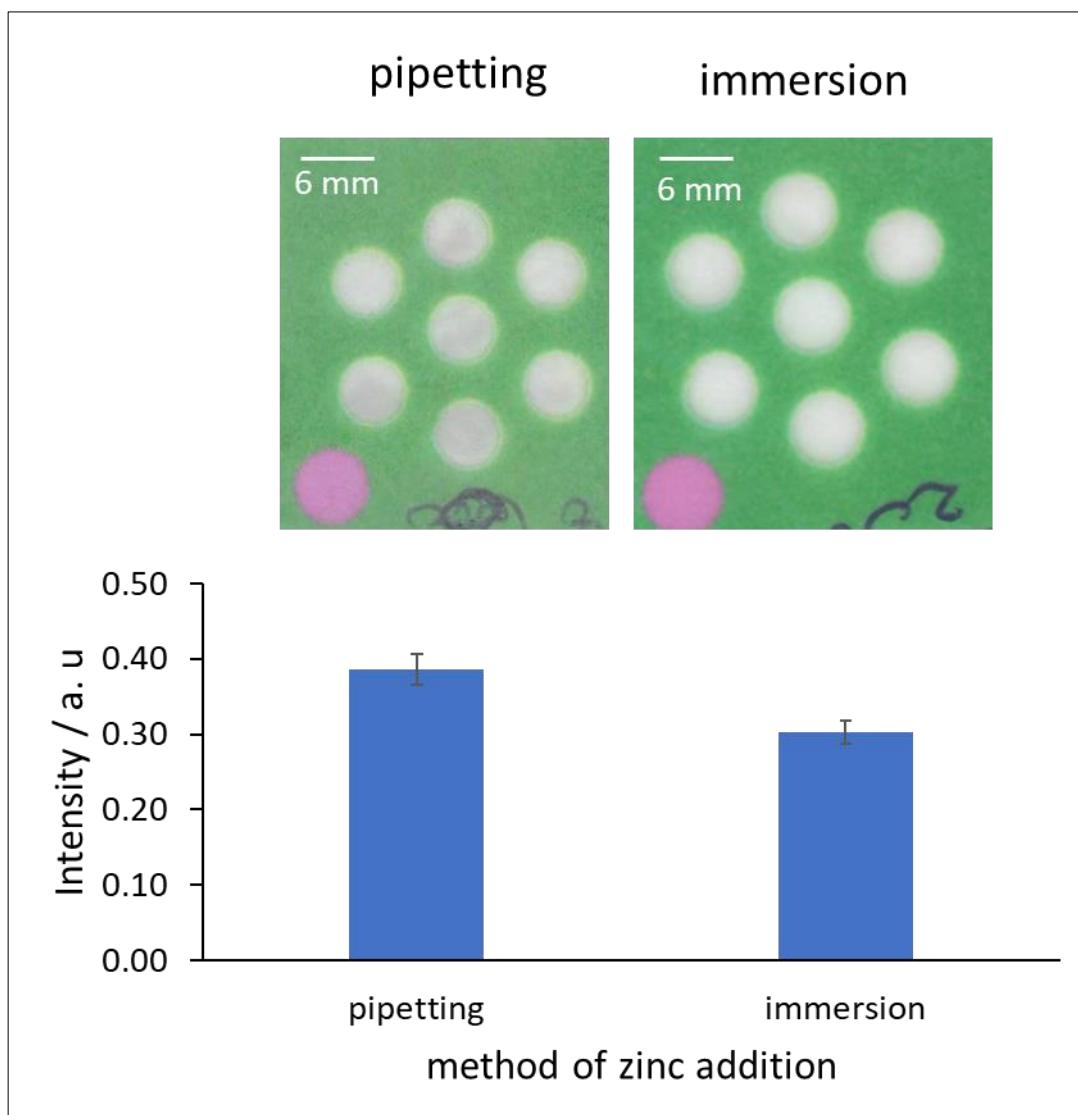 pipetting immersion
6 mm 6 mm
0.50
0.40
0.30
0.20
0.10
0.00
Intensity / a. u
pipetting immersion
method of zinc addition